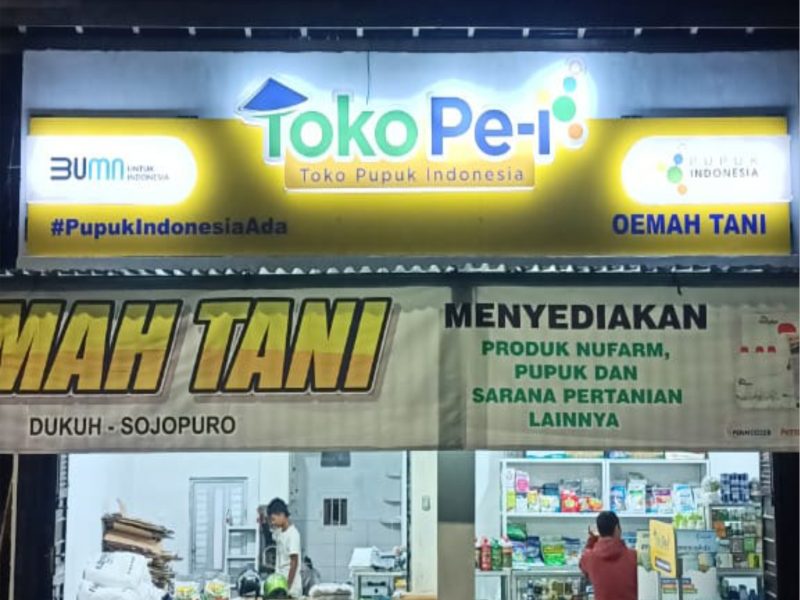 Toko Pe-i
Toko Pupuk Indonesia
BUMN UNTUK INDONESIA
PUPUK INDONESIA
#PupukIndonesiaAda
OEMAH TANI
MAH TANI
DUKUH - SOJOPURO
MENYEDIAKAN
PRODUK NUFARM,
PUPUK DAN
SARANA PERTANIAN
LAINNYA